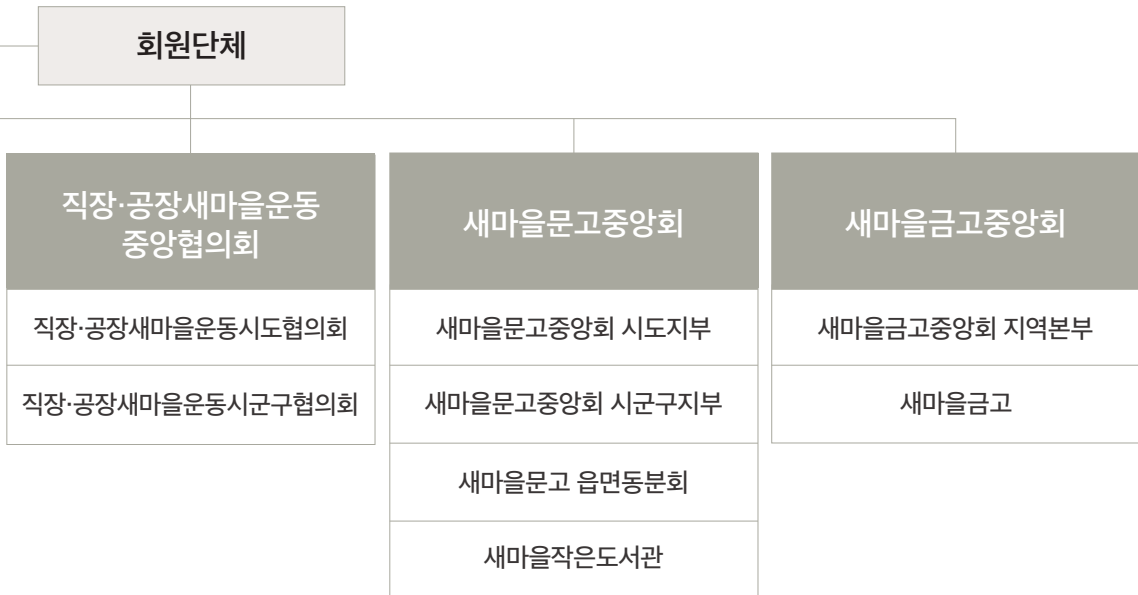 회원단체
직장·공장새마을운동
중앙협의회
직장·공장새마을운동시도협의회
직장·공장새마을운동시군구협의회
새마을문고중앙회
새마을문고중앙회 시도지부
새마을문고중앙회 시군구지부
새마을문고 읍면동분회
새마을작은도서관
새마을금고중앙회
새마을금고중앙회 지역본부
새마을금고